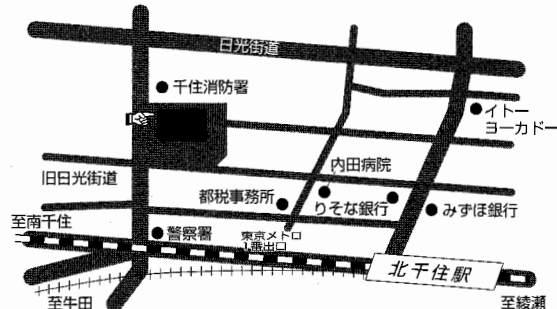 日光街道
千住消防署
イトー
ヨーカドー
内田病院
旧日光街道
都税事務所
りそな銀行
みずほ銀行
至南千住
警察署
東京メトロ
1番出口
北千住駅
至牛田
至綾瀬